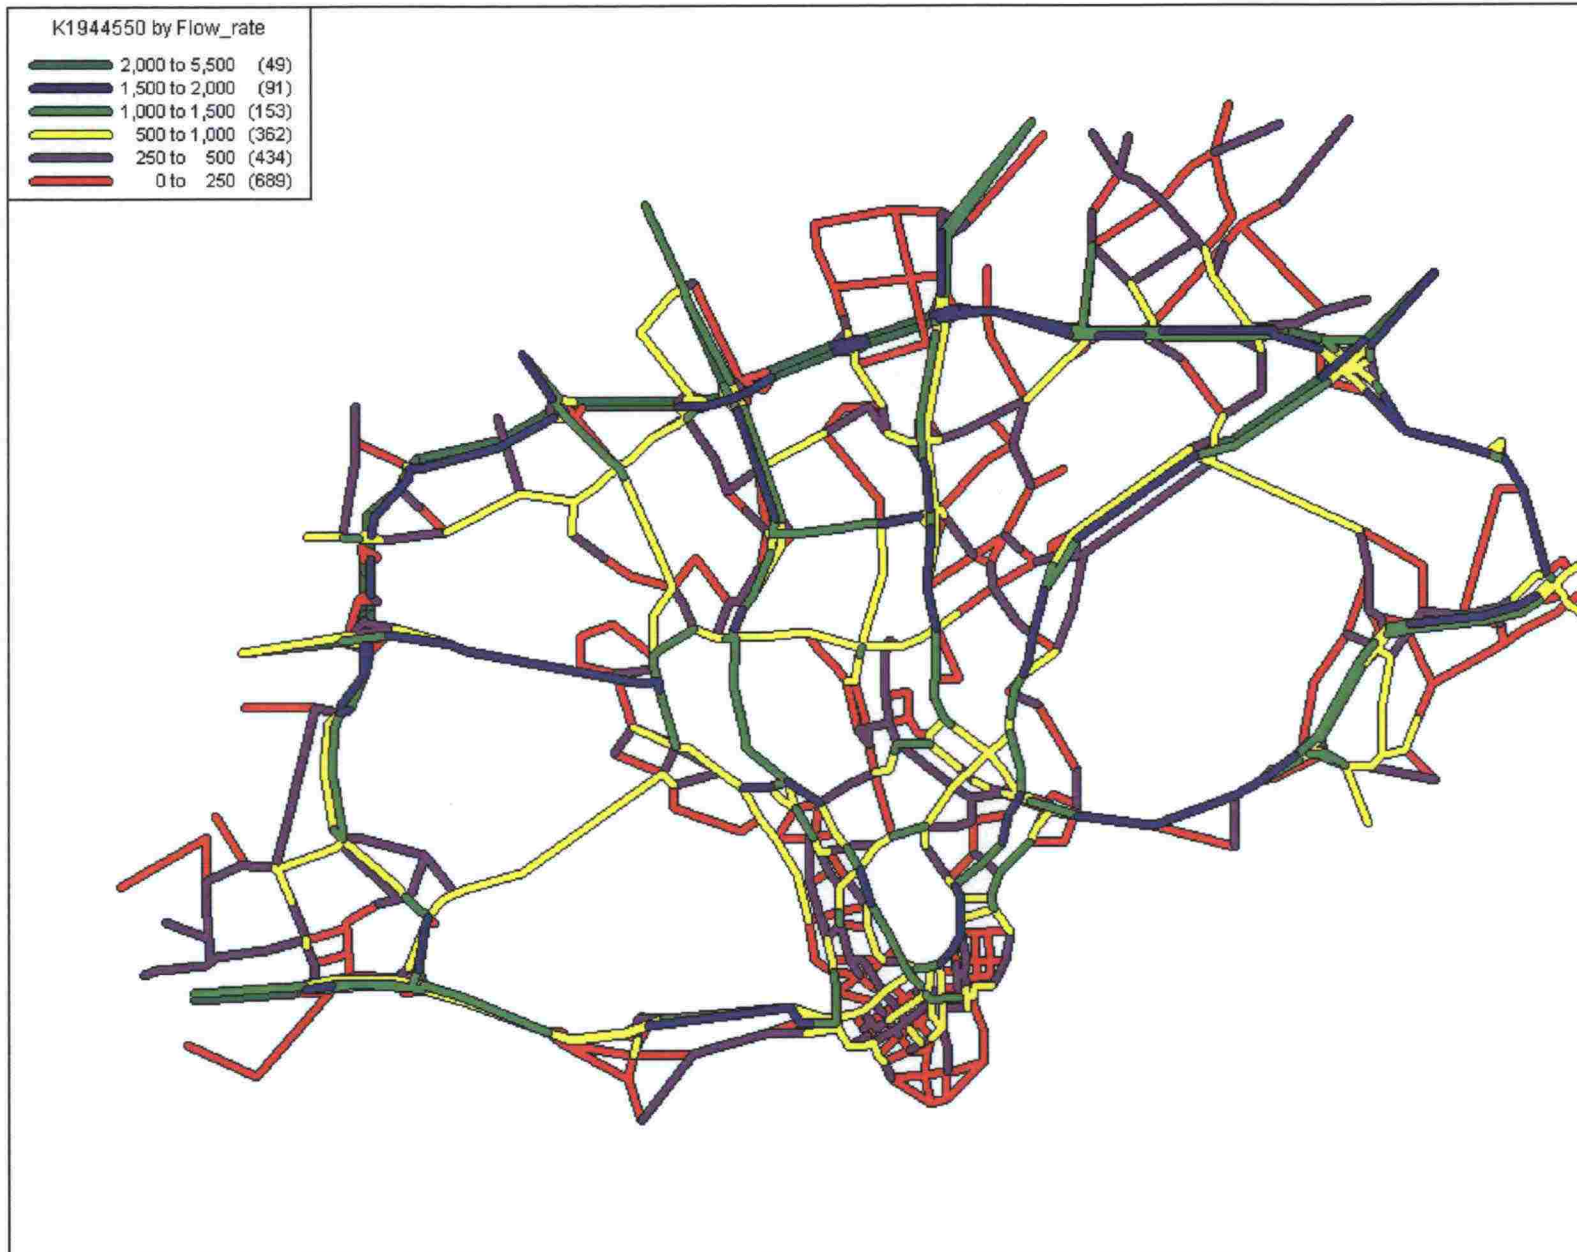 K1944550 by Flow_rate
2,000 to 5,500 (49)
1,500 to 2,000 (91)
1,000 to 1,500 (153)
500 to 1,000 (362)
250 to 500 (434)
0 to 250 (689)